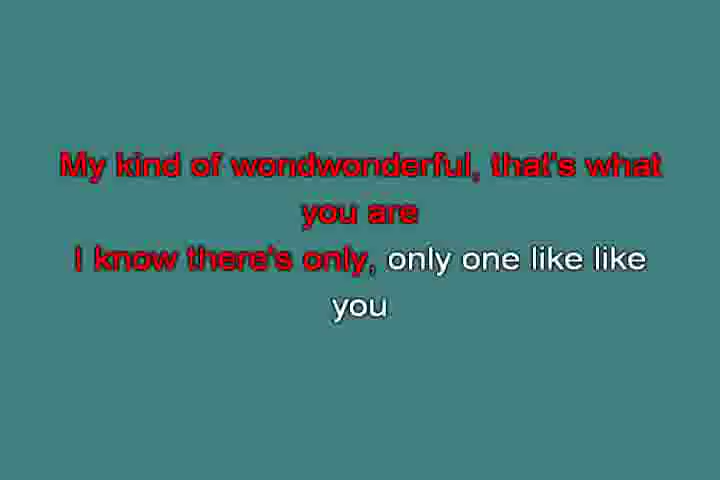 My kind of wondwonderful, that's what
you are
I know there's only, only one like like
you